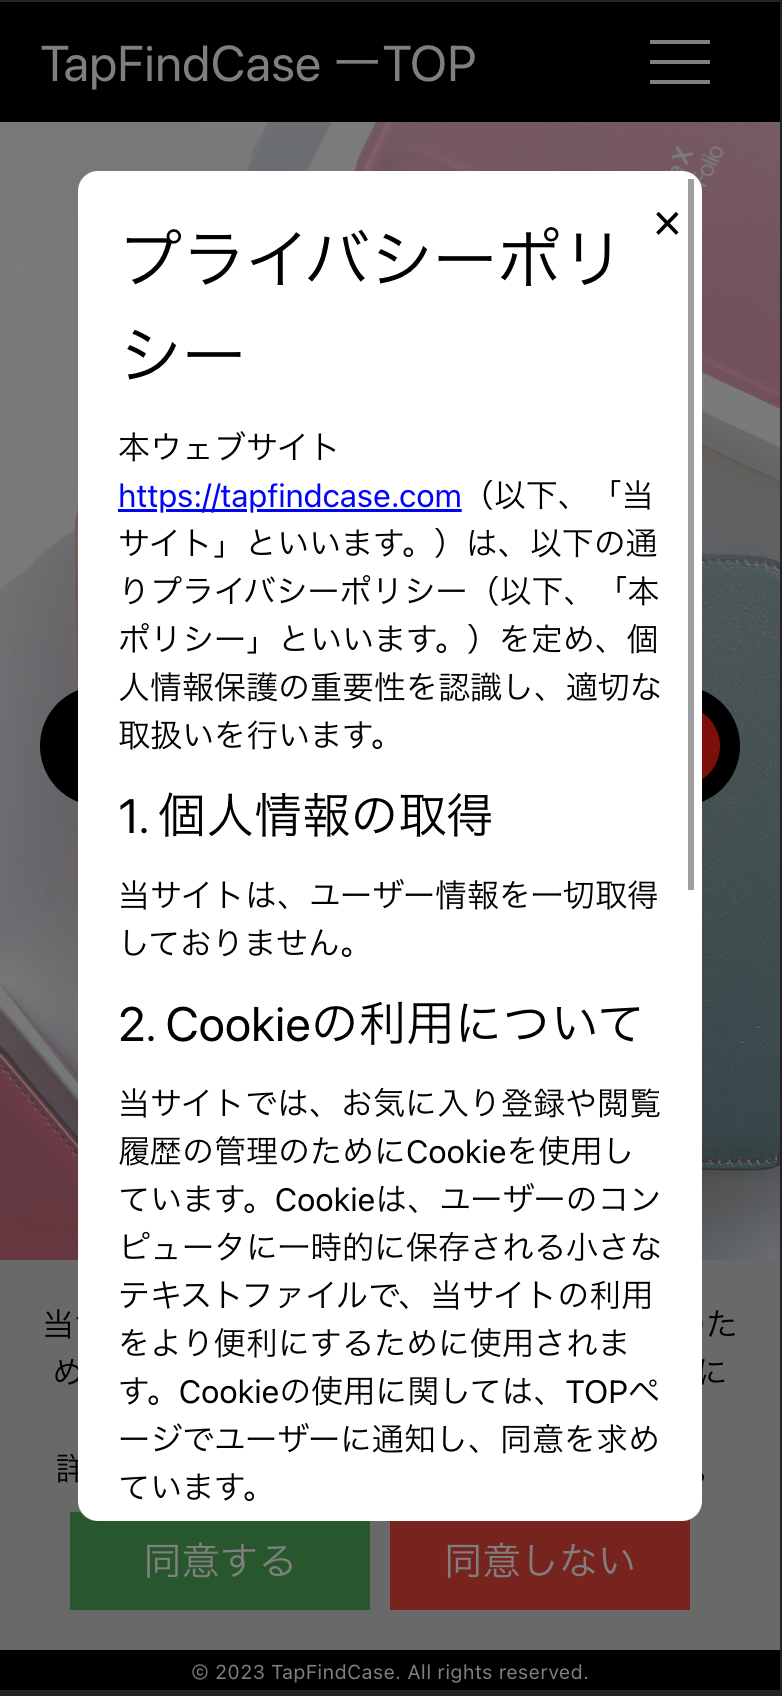 TapFindCase ーTOP
プライバシーポリ
シー
本ウェブサイト
https://tapfindcase.com（以下、「当
サイト」といいます。）は、以下の通
りプライバシーポリシー（以下、「本
ポリシー」といいます。）を定め、個
人情報保護の重要性を認識し、適切な
取扱いを行います。
1. 個人情報の取得
当サイトは、ユーザー情報を一切取得
しておりません。
2. Cookieの利用について
当サイトでは、お気に入り登録や閲覧
履歴の管理のためにCookieを使用し
ています。Cookieは、ユーザーのコン
ピュータに一時的に保存される小さな
テキストファイルで、当サイトの利用
をより便利にするために使用されま
す。Cookieの使用に関しては、TOPペ
ージでユーザーに通知し、同意を求め
ています。
同意する
同意しない
© 2023 TapFindCase. All rights reserved.